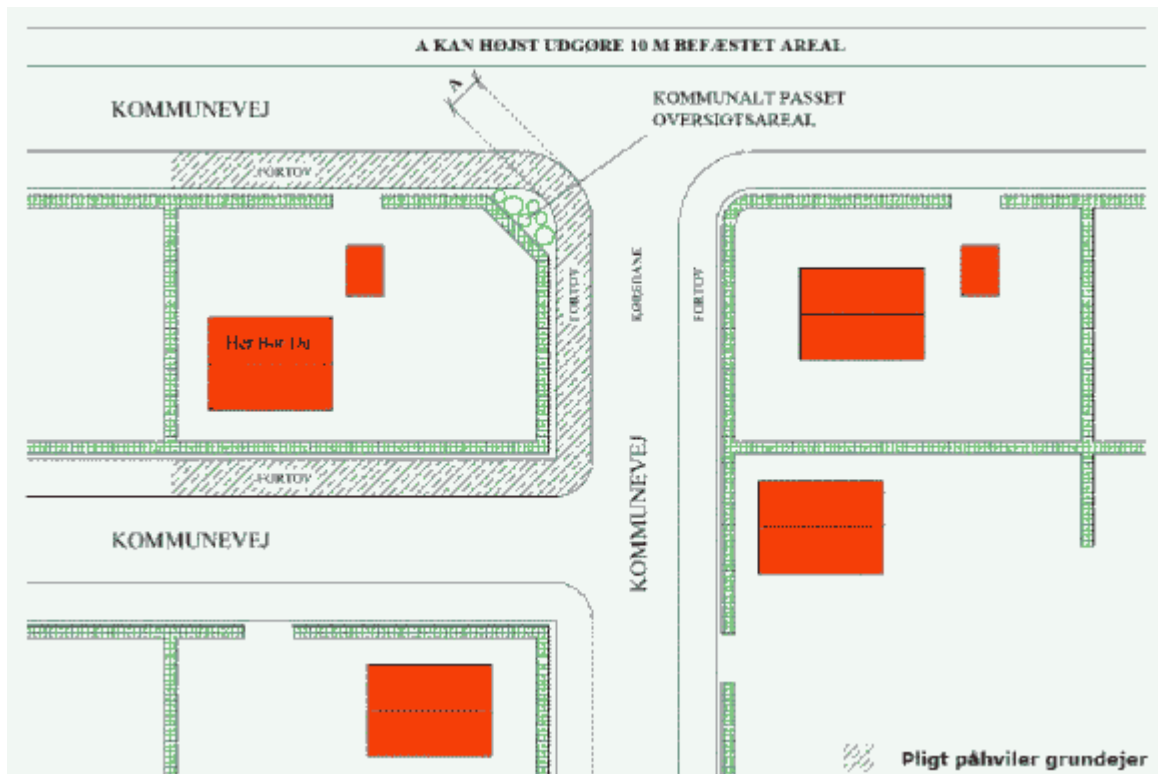 A KAN HØJST UDGØRE 10 M BEFÆSTET AREAL
A
KOMMUNEVEJ
KOMMUNALT PASSET
OVERSIGTSAREAL
FORTOV
FORTOV
KØREBANE
FORTOV
Her Bor Du
KOMMUNEVEJ
FORTOV
KOMMUNEVEJ
Pligt påhviler grundejer